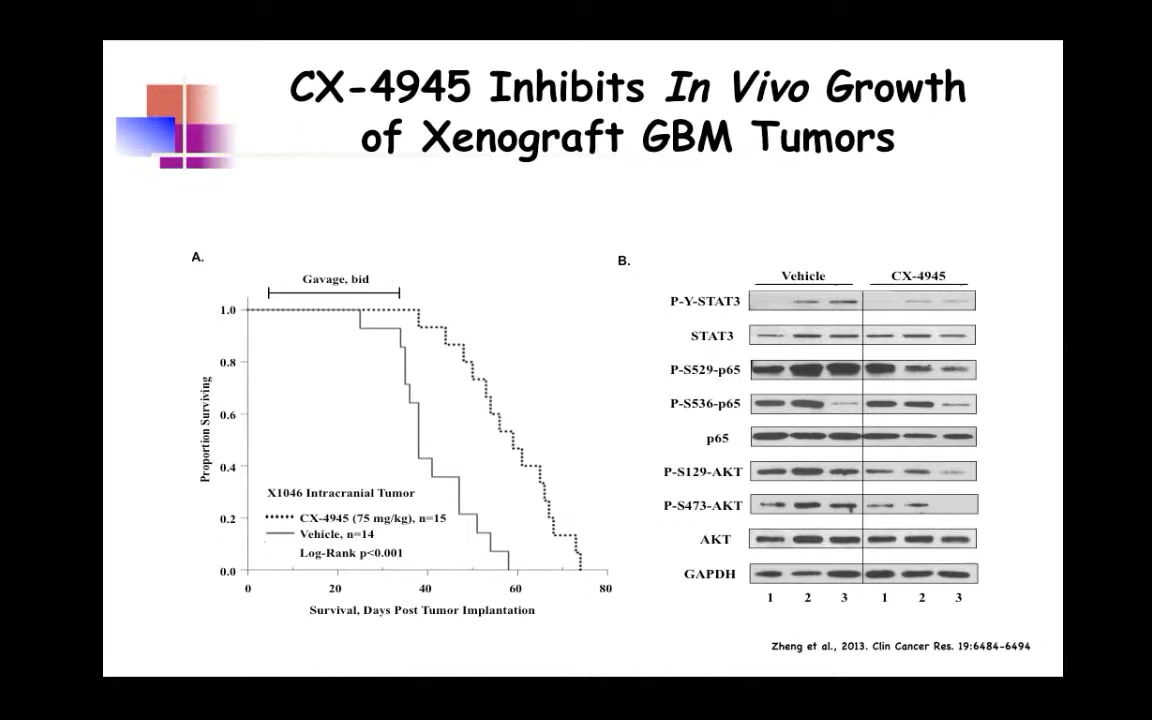 CX-4945 Inhibits In Vivo Growth
of Xenograft GBM Tumors
A.
Gavage, bid
1.0
0.8
0.6
0.4
0.2
0.0
Proportion Surviving
X1046 Intracranial Tumor
CX-4945 (75 mg/kg), n=15
Vehicle, n=14
Log-Rank p<0.001
0 20 40 60 80
Survival, Days Post Tumor Implantation
B.
Vehicle CX-4945
P-Y-STAT3
STAT3
P-S529-p65
P-S536-p65
p65
P-S129-AKT
P-S473-AKT
AKT
GAPDH
1 2 3 1 2 3
Zheng et al., 2013. Clin Cancer Res. 19:6484-6494